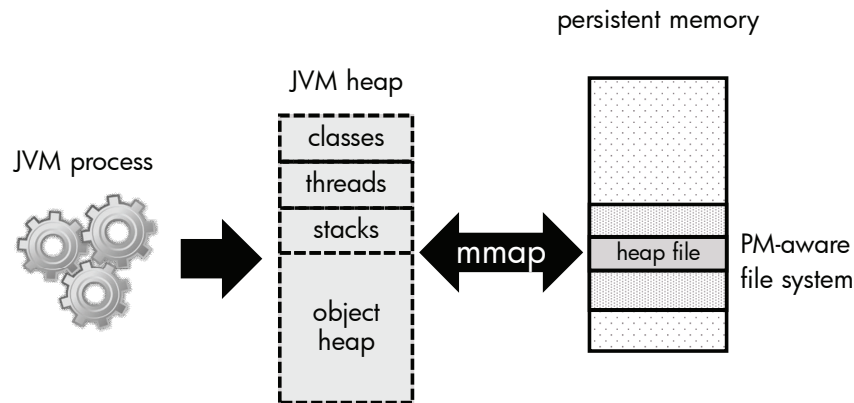 persistent memory
JVM heap
JVM process
classes
threads
stacks
object
heap
mmap
heap file
PM-aware
file system